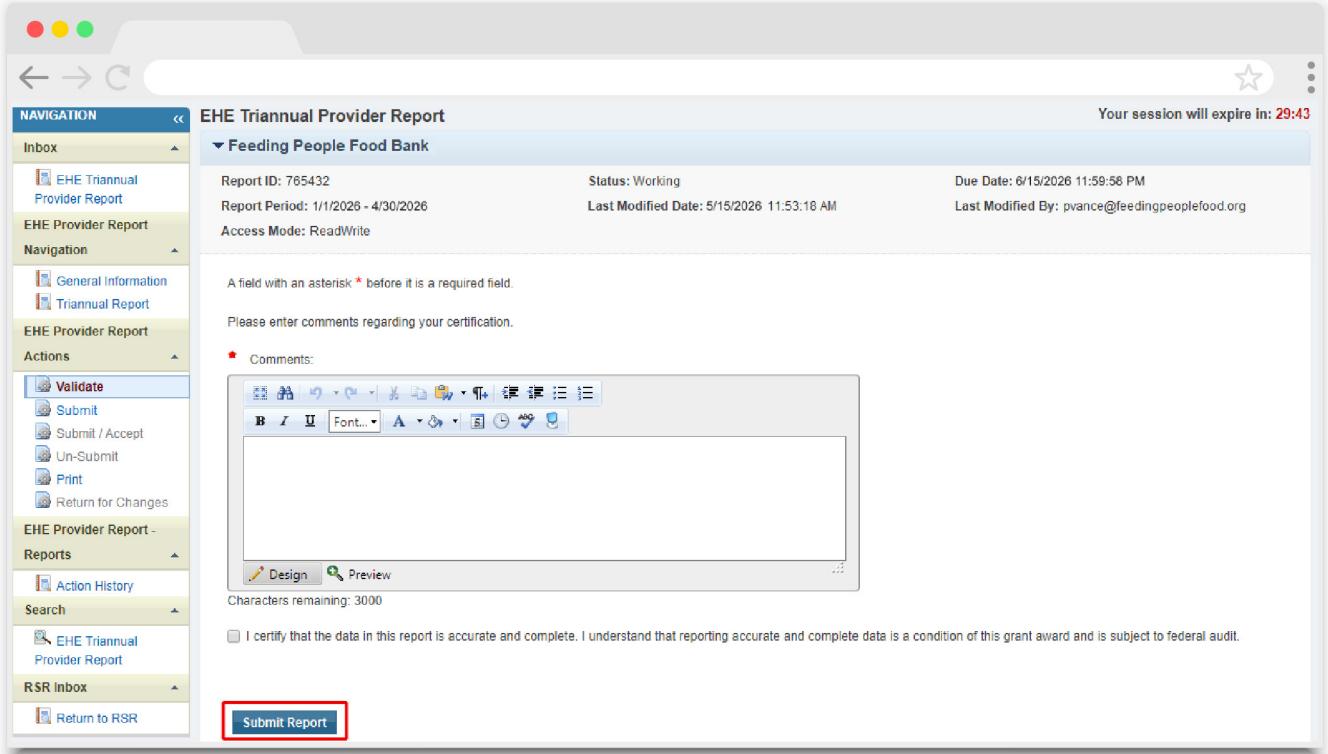 NAVIGATION «
Inbox
EHE Triannual
Provider Report
EHE Provider Report
Navigation
General Information
Triannual Report
EHE Provider Report
Actions
Validate
Submit
Submit / Accept
Un-Submit
Print
Return for Changes
EHE Provider Report -
Reports
Action History
Search
EHE Triannual
Provider Report
RSR Inbox
Return to RSR
EHE Triannual Provider Report
Your session will expire in: 29:43
Feeding People Food Bank
Report ID: 765432 Status: Working Due Date: 6/15/2026 11:59:58 PM
Report Period: 1/1/2026 - 4/30/2026 Last Modified Date: 5/15/2026 11:53:18 AM Last Modified By: pvance@feedingpeoplefood.org
Access Mode: ReadWrite
A field with an asterisk * before it is a required field.
Please enter comments regarding your certification.
* Comments:
B I U Font... A ABC
Design Preview
Characters remaining: 3000
I certify that the data in this report is accurate and complete. I understand that reporting accurate and complete data is a condition of this grant award and is subject to federal audit.
Submit Report